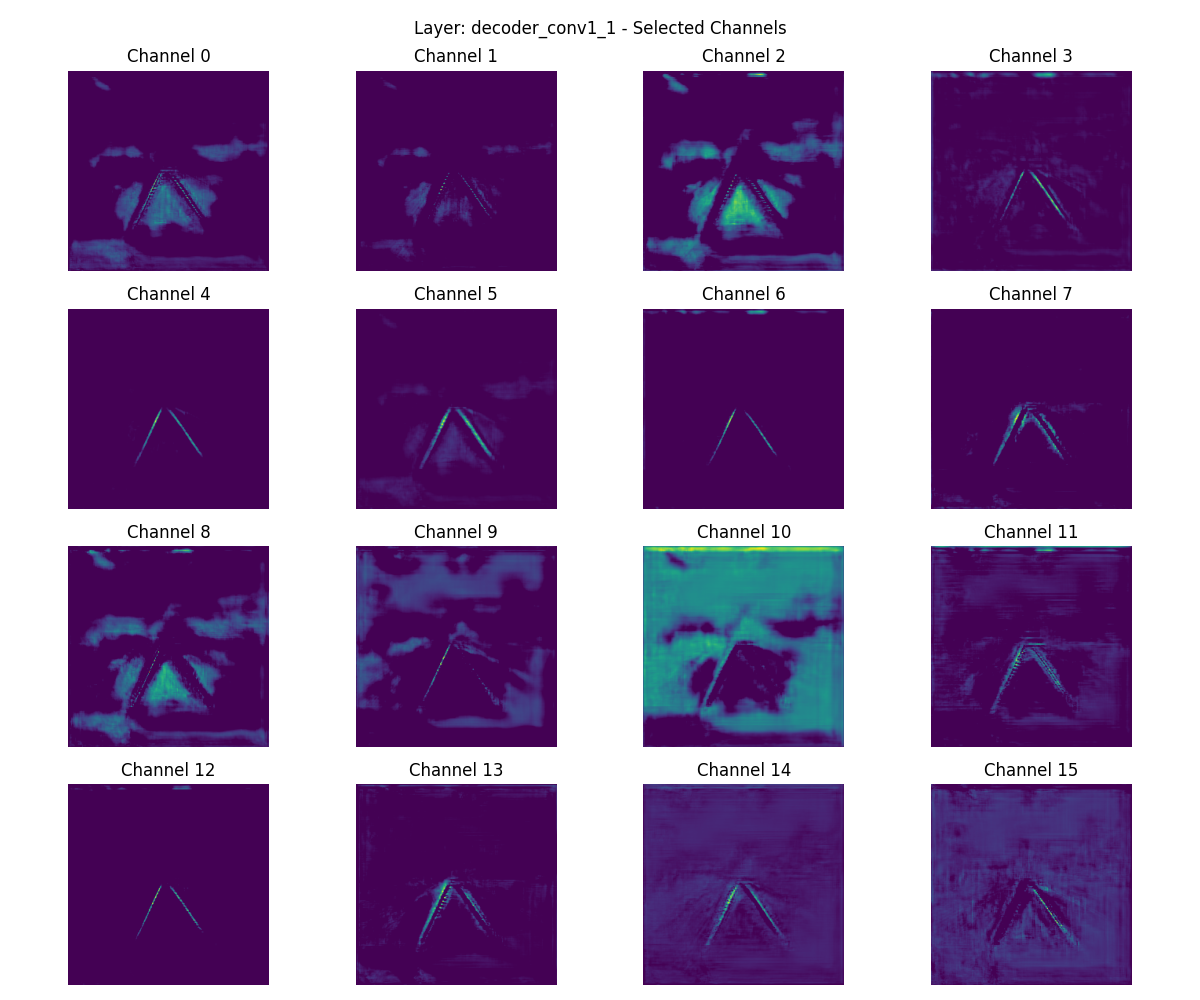 Layer: decoder_conv1_1 - Selected Channels
Channel 0
Channel 1
Channel 2
Channel 3
Channel 4
Channel 5
Channel 6
Channel 7
Channel 8
Channel 9
Channel 10
Channel 11
Channel 12
Channel 13
Channel 14
Channel 15